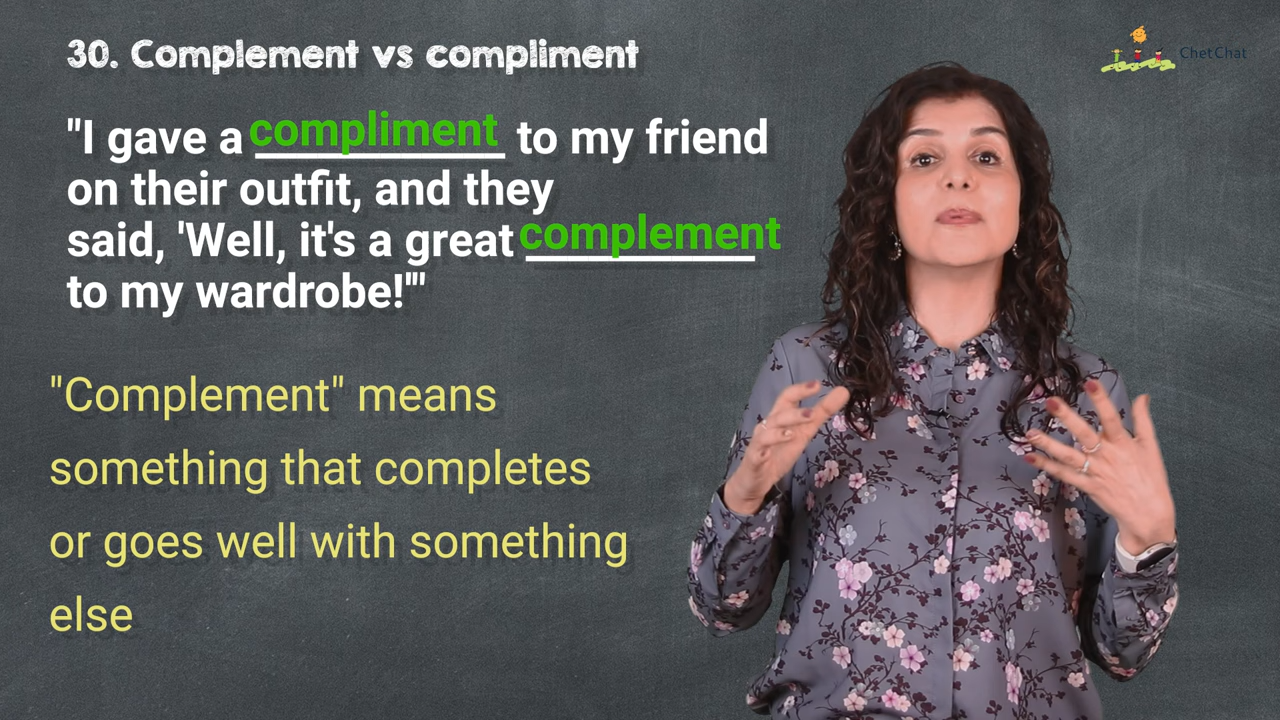 30. Complement vs compliment
ChetChat
"I gave a compliment to my friend
on their outfit, and they
said, 'Well, it's a great complement
to my wardrobe!'"
"Complement" means
something that completes
or goes well with something
else